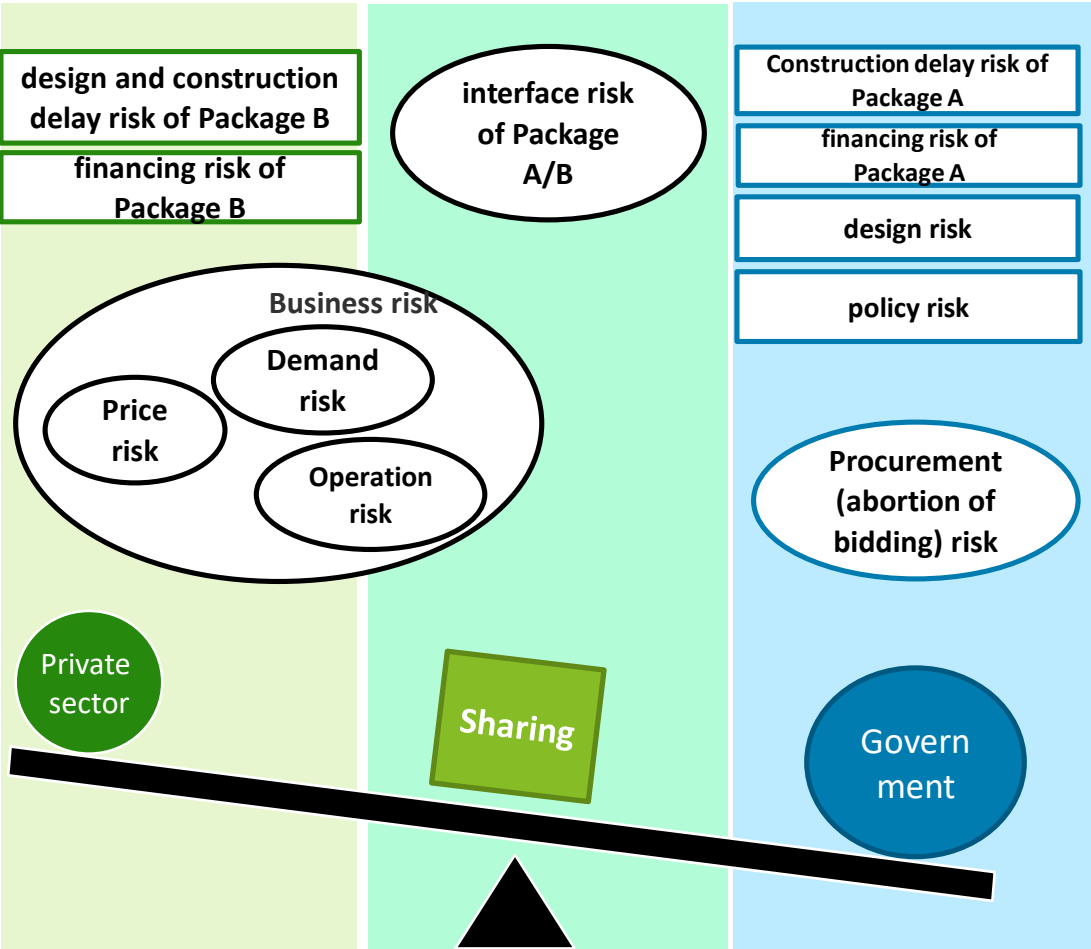 design and construction
delay risk of Package B
financing risk of
Package B
interface risk
of Package
A/B
Construction delay risk of
Package A
financing risk of
Package A
design risk
policy risk
Business risk
Demand
risk
Price
risk
Operation
risk
Procurement
(abortion of
bidding) risk
Private
sector
Sharing
Govern
ment